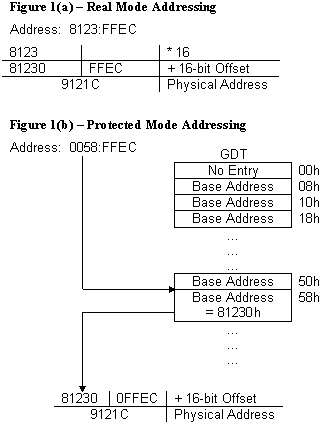 Figure 1(a) – Real Mode Addressing
Address: 8123:FFEC
8123 * 16
81230 FFEC + 16-bit Offset
9121C Physical Address
Figure 1(b) – Protected Mode Addressing
Address: 0058:FFEC
GDT
No Entry 00h
Base Address 08h
Base Address 10h
Base Address 18h
...
...
...
Base Address 50h
Base Address 58h
= 81230h
...
...
...
81230 0FFEC + 16-bit Offset
9121C Physical Address